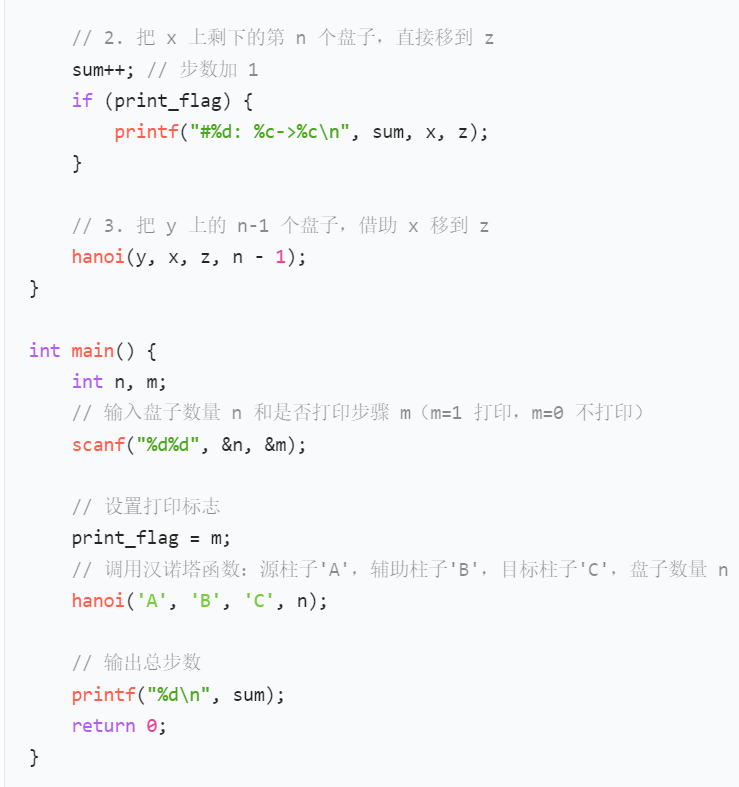 // 2. 把 x 上剩下的第 n 个盘子，直接移到 z
sum++; // 步数加 1
if (print_flag) {
printf("#%d: %c->%c\n", sum, x, z);
}
// 3. 把 y 上的 n-1 个盘子，借助 x 移到 z
hanoi(y, x, z, n - 1);
}
int main() {
int n, m;
// 输入盘子数量 n 和是否打印步骤 m（m=1 打印，m=0 不打印）
scanf("%d%d", &n, &m);
// 设置打印标志
print_flag = m;
// 调用汉诺塔函数：源柱子'A'，辅助柱子'B'，目标柱子'C'，盘子数量 n
hanoi('A', 'B', 'C', n);
// 输出总步数
printf("%d\n", sum);
return 0;
}